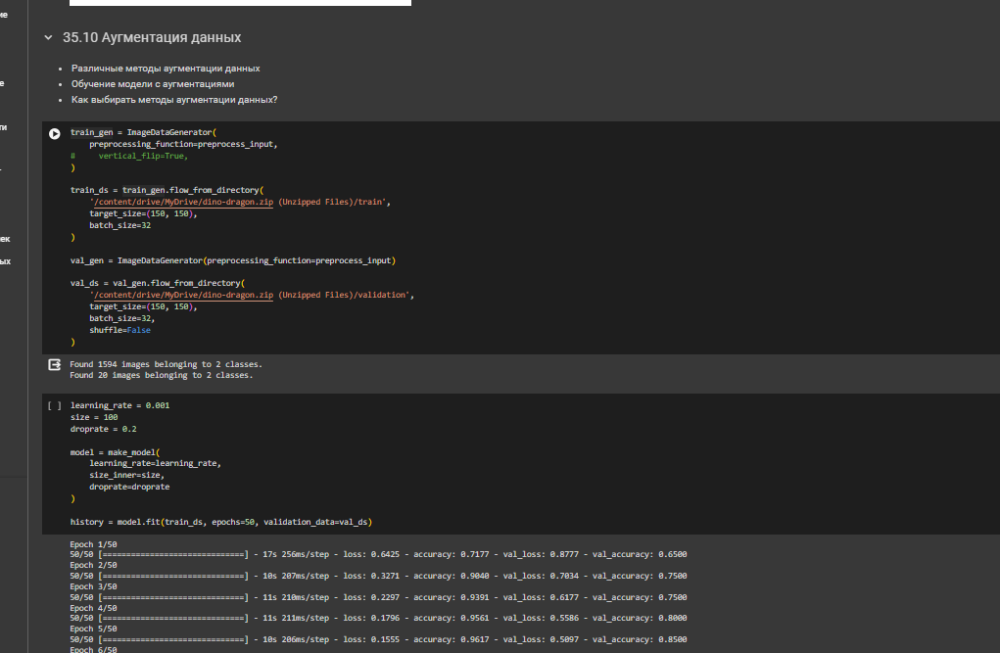 ие
35.10 Аугментация данных
Различные методы аугментации данных
е
Обучение модели с аугментациями
Как выбирать методы аугментации данных?
ти
train_gen = ImageDataGenerator(
preprocessing_function=preprocess_input,
# vertical_flip=True,
)
train_ds = train_gen.flow_from_directory(
'/content/drive/MyDrive/dino-dragon.zip (Unzipped Files)/train',
target_size=(150, 150),
batch_size=32
)
ек
ых
val_gen = ImageDataGenerator(preprocessing_function=preprocess_input)
val_ds = val_gen.flow_from_directory(
'/content/drive/MyDrive/dino-dragon.zip (Unzipped Files)/validation',
target_size=(150, 150),
batch_size=32,
shuffle=False
)
Found 1594 images belonging to 2 classes.
Found 20 images belonging to 2 classes.
[ ] learning_rate = 0.001
size = 100
droprate = 0.2
model = make_model(
learning_rate=learning_rate,
size_inner=size,
droprate=droprate
)
history = model.fit(train_ds, epochs=50, validation_data=val_ds)
Epoch 1/50
50/50 [==============================] - 17s 256ms/step - loss: 0.6425 - accuracy: 0.7177 - val_loss: 0.8777 - val_accuracy: 0.6500
Epoch 2/50
50/50 [==============================] - 10s 207ms/step - loss: 0.3271 - accuracy: 0.9040 - val_loss: 0.7034 - val_accuracy: 0.7500
Epoch 3/50
50/50 [==============================] - 11s 210ms/step - loss: 0.2297 - accuracy: 0.9391 - val_loss: 0.6177 - val_accuracy: 0.7500
Epoch 4/50
50/50 [==============================] - 11s 211ms/step - loss: 0.1796 - accuracy: 0.9561 - val_loss: 0.5586 - val_accuracy: 0.8000
Epoch 5/50
50/50 [==============================] - 10s 206ms/step - loss: 0.1555 - accuracy: 0.9617 - val_loss: 0.5097 - val_accuracy: 0.8500
Epoch 6/50